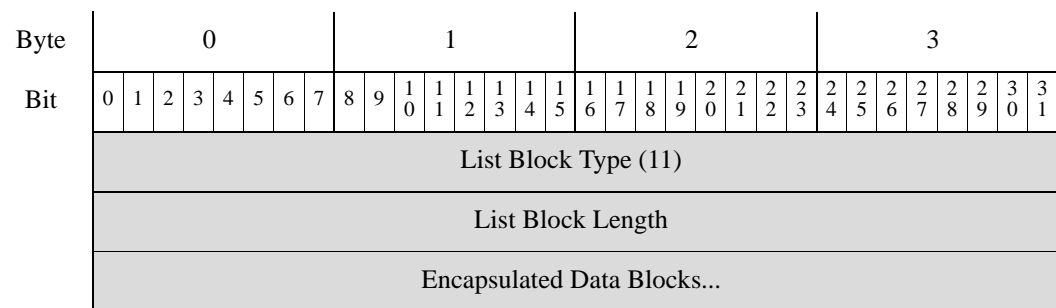 Byte 0 1 2 3
Bit 0 1 2 3 4 5 6 7 8 9 10 11 12 13 14 15 16 17 18 19 20 21 22 23 24 25 26 27 28 29 30 31
List Block Type (11)
List Block Length
Encapsulated Data Blocks...